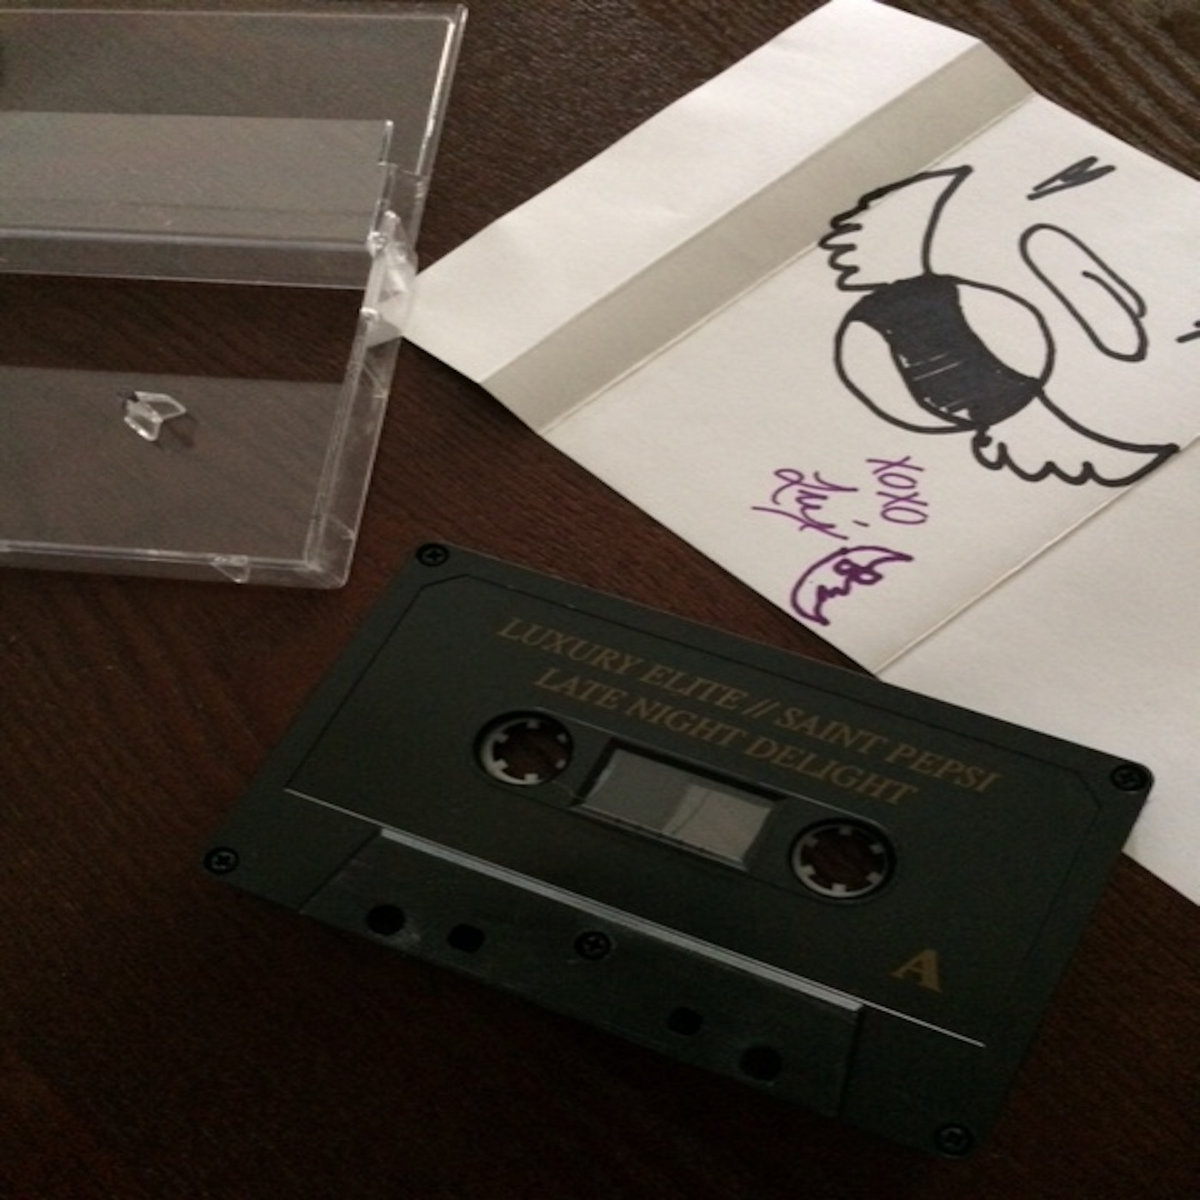 XOXO
LUXURY ELITE // SAINT PEPSI
LATE NIGHT DELIGHT
A